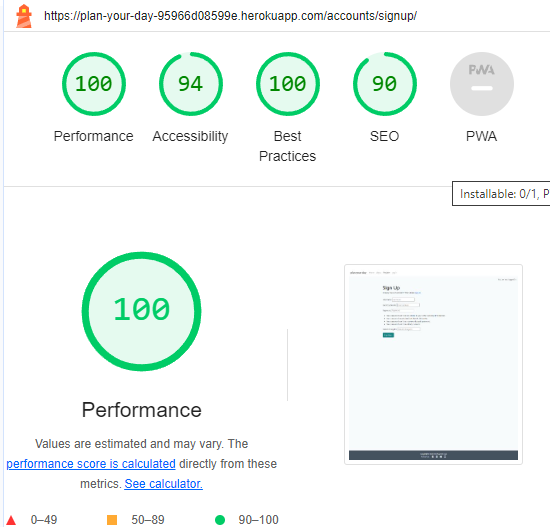 https://plan-your-day-95966d08599e.herokuapp.com/accounts/signup/
100 94 100 90 PWA
Performance Accessibility Best Practices SEO PWA
Installable: 0/1, P
100
Sign Up
Performance
Values are estimated and may vary. The
performance score is calculated directly from these
metrics. See calculator.
0–49 50–89 90–100